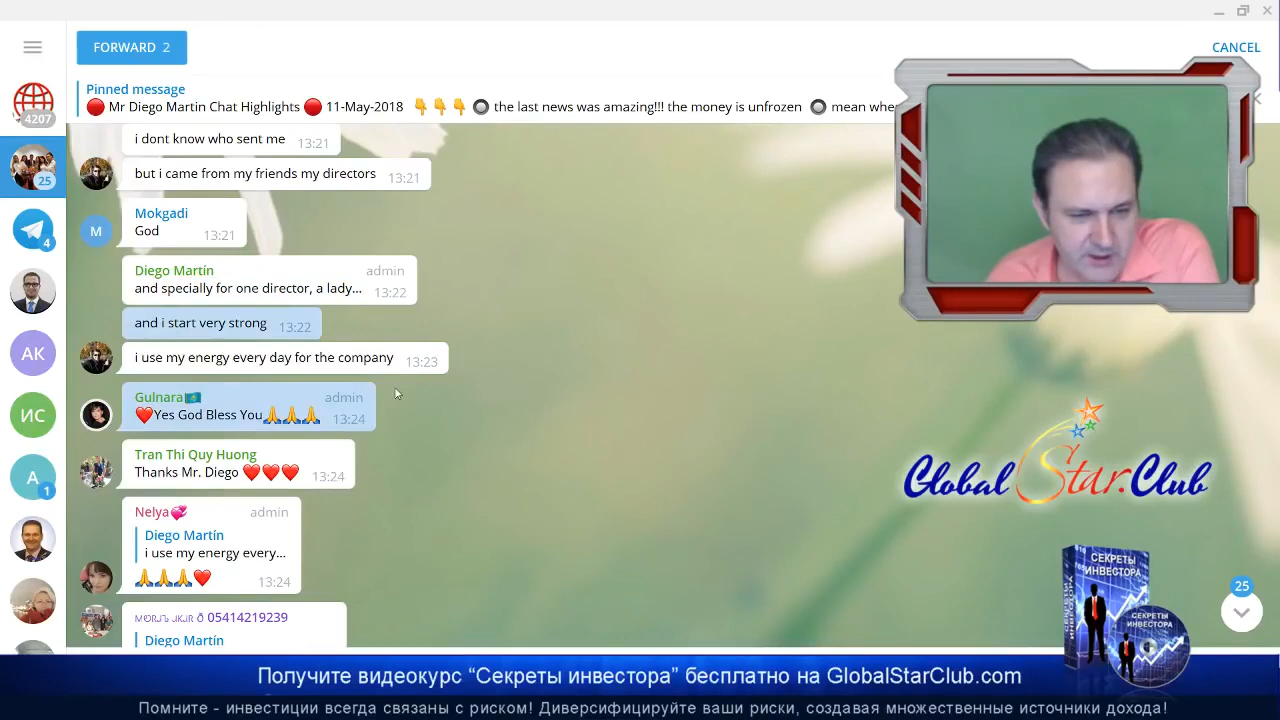 FORWARD 2
CANCEL
Pinned message
🔴 Mr Diego Martin Chat Highlights 🔴 11-May-2018 👇👇👇 🔘 the last news was amazing!!! the money is unfrozen 🔘 mean whe
4207
i dont know who sent me 13:21
but i came from my friends my directors 13:21
25
Mokgadi
M
God 13:21
4
Diego Martín admin
and specially for one director, a lady... 13:22
and i start very strong 13:22
АК
i use my energy every day for the company 13:23
Gulnara🇰🇿 admin
❤️Yes God Bless You🙏🙏🙏 13:24
ИС
Tran Thi Quy Huong
Thanks Mr. Diego ❤️❤️❤️ 13:24
A
1
Nelya💞 admin
Diego Martín
i use my energy every...
🙏🙏🙏❤️ 13:24
05414219239
Diego Martín
Global Star.Club
СЕКРЕТЫ
ИНВЕСТОРА
СЕКРЕТЫ
ИНВЕСТОРА
25
Получите видеокурс “Секреты инвестора” бесплатно на GlobalStarClub.com
Помните - инвестиции всегда связаны с риском! Диверсифицируйте ваши риски, создавая множественные источники дохода!